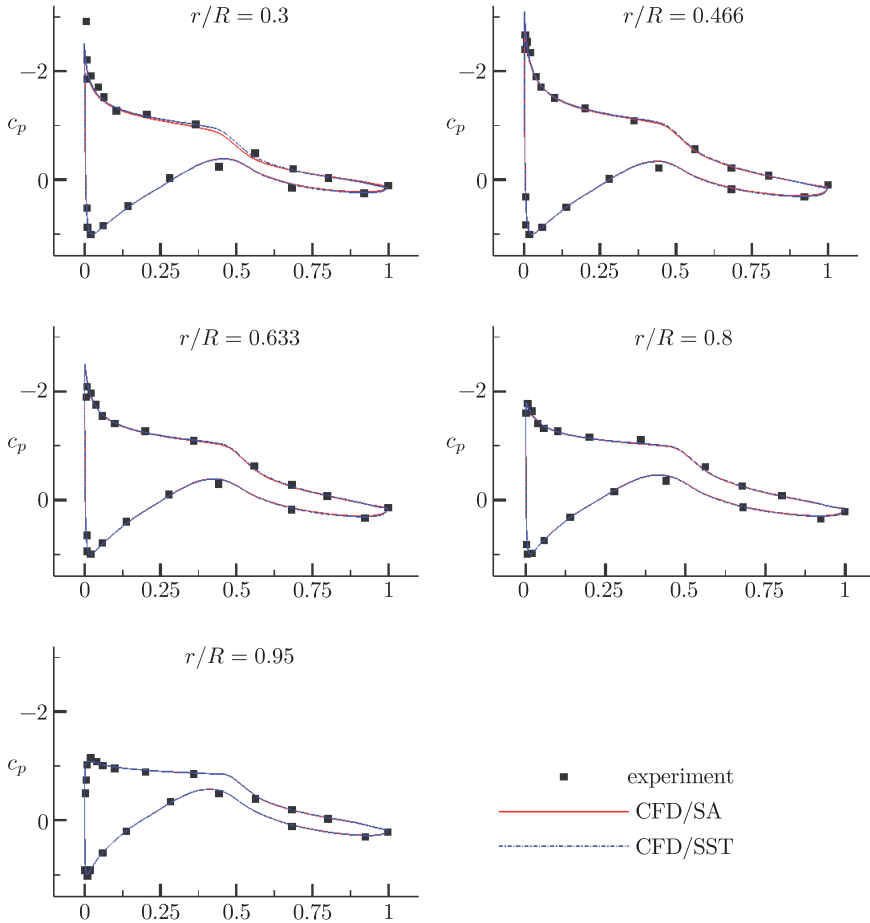 r/R = 0.3
−2
c_p
0
0 0.25 0.5 0.75 1
r/R = 0.466
−2
c_p
0
0 0.25 0.5 0.75 1
r/R = 0.633
−2
c_p
0
0 0.25 0.5 0.75 1
r/R = 0.8
−2
c_p
0
0 0.25 0.5 0.75 1
r/R = 0.95
−2
c_p
0
0 0.25 0.5 0.75 1
experiment
CFD/SA
CFD/SST